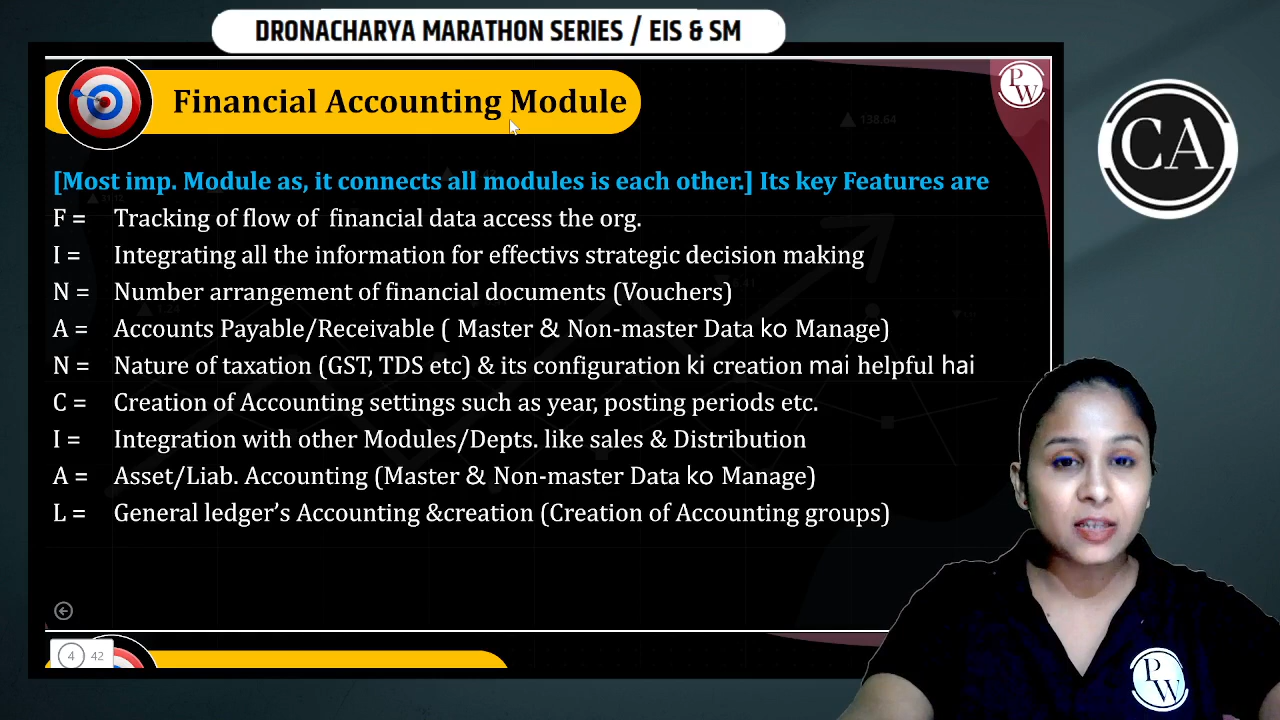 DRONACHARYA MARATHON SERIES / EIS & SM
Financial Accounting Module
PW
CA
[Most imp. Module as, it connects all modules is each other.] Its key Features are
F = Tracking of flow of financial data access the org.
I = Integrating all the information for effectivs strategic decision making
N = Number arrangement of financial documents (Vouchers)
A = Accounts Payable/Receivable ( Master & Non-master Data ko Manage)
N = Nature of taxation (GST, TDS etc) & its configuration ki creation mai helpful hai
C = Creation of Accounting settings such as year, posting periods etc.
I = Integration with other Modules/Depts. like sales & Distribution
A = Asset/Liab. Accounting (Master & Non-master Data ko Manage)
L = General ledger’s Accounting &creation (Creation of Accounting groups)
4 42
PW